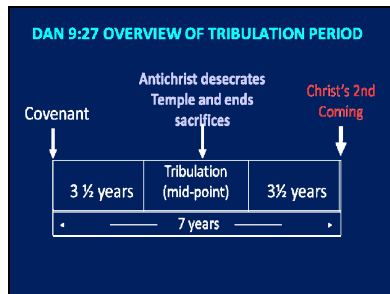 DAN 9:27 OVERVIEW OF TRIBULATION PERIOD
Antichrist desecrates
Temple and ends
sacrifices
Christ's 2nd
Coming
Covenant
3 ½ years
Tribulation
(mid-point)
3½ years
7 years